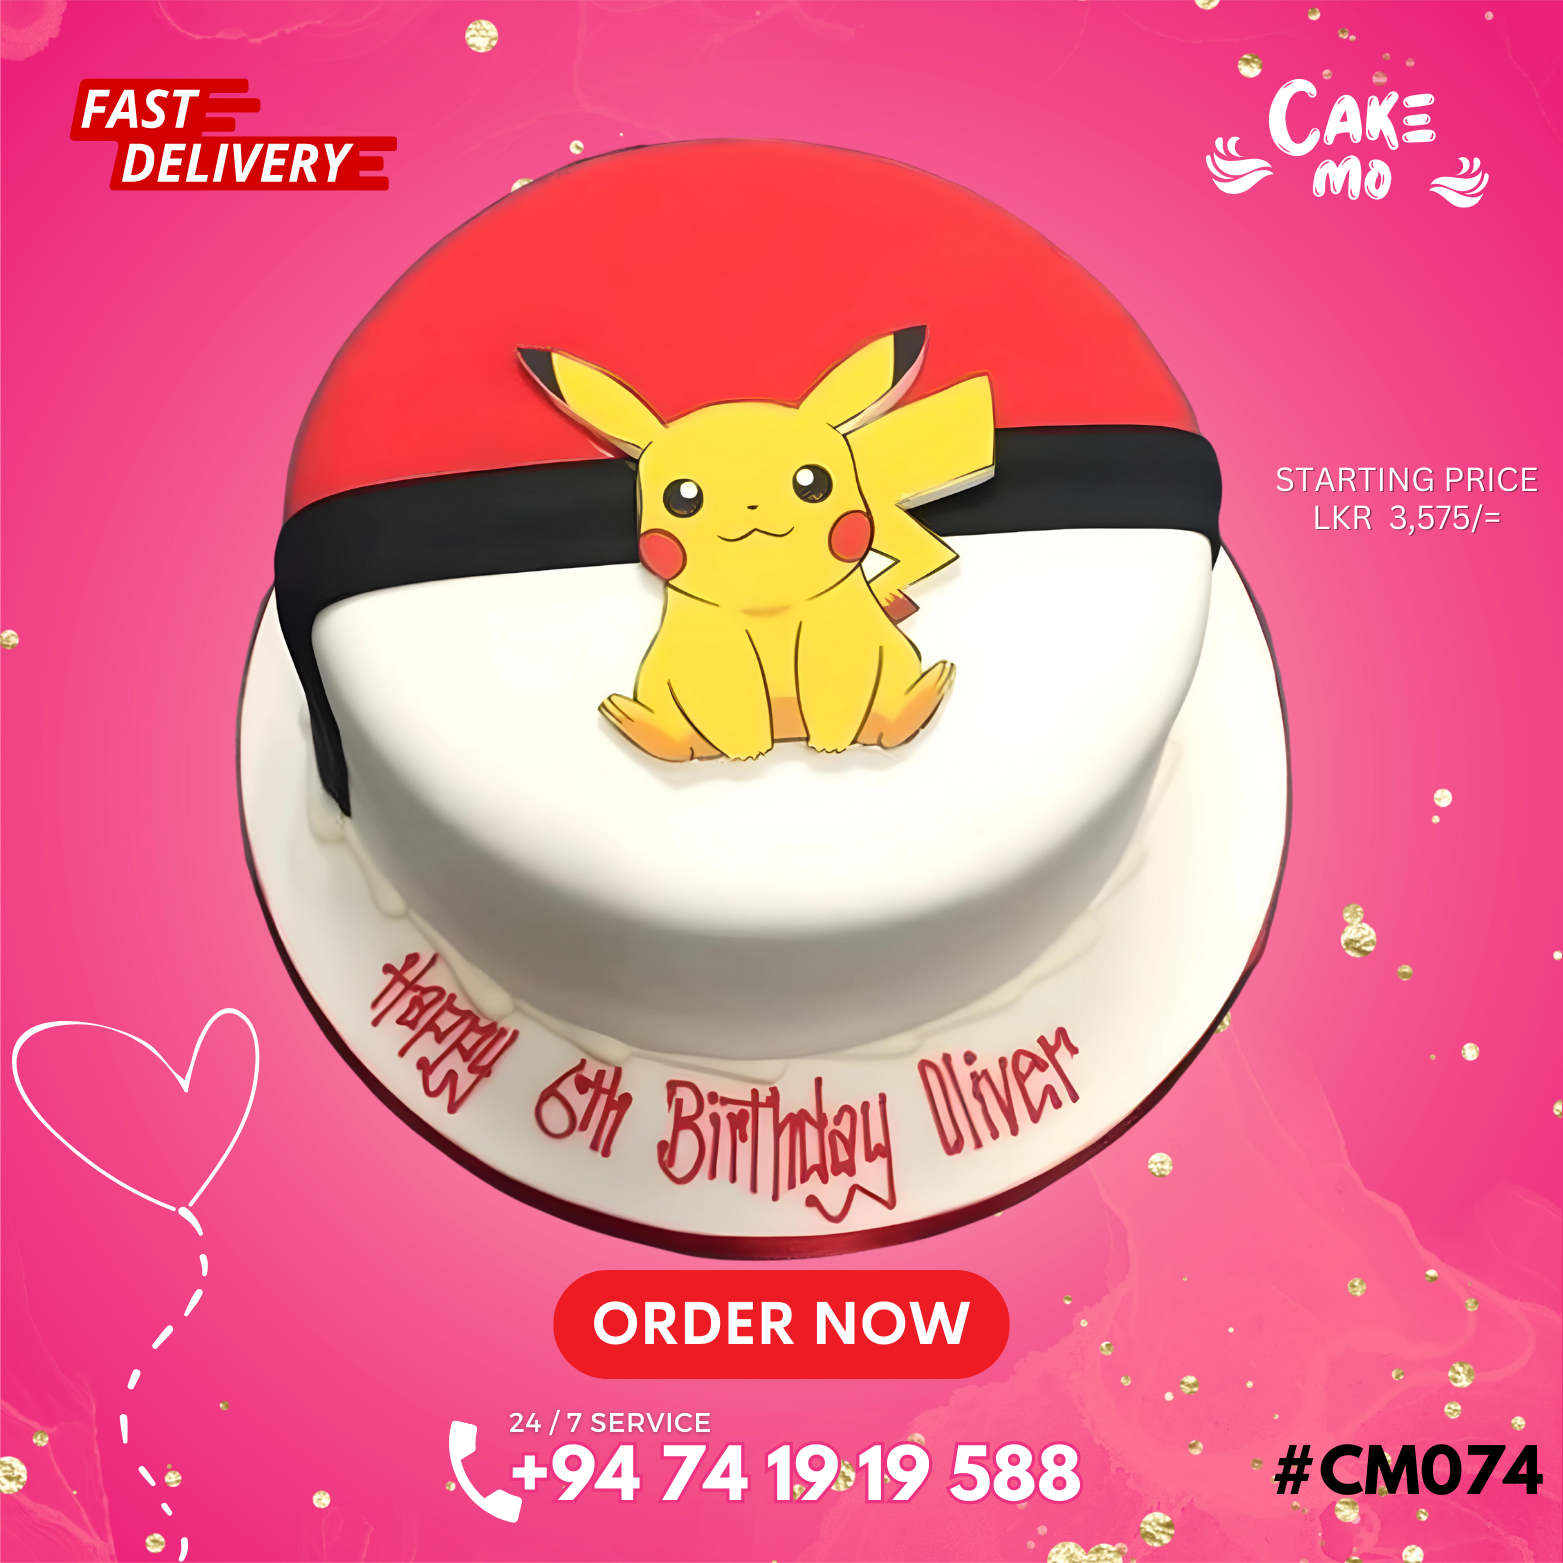 FAST
DELIVERY
CAKE
MO
STARTING PRICE
LKR 3,575/=
Happy 6th Birthday Oliver
ORDER NOW
24 / 7 SERVICE
+94 74 19 19 588
#CM074